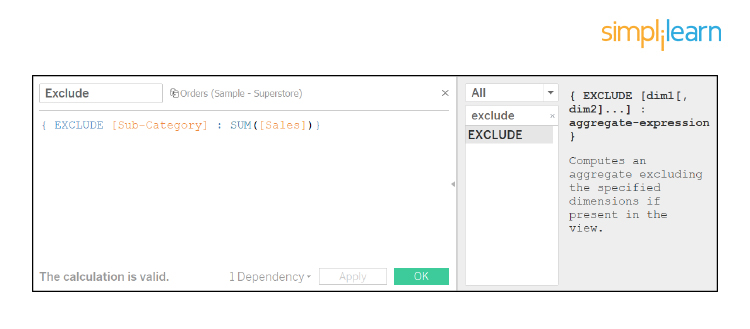 simplilearn
Exclude
Orders (Sample - Superstore)
×
{ EXCLUDE [Sub-Category] : SUM([Sales])}
The calculation is valid.
1 Dependency
Apply
OK
All
exclude
×
EXCLUDE
{ EXCLUDE [dim1[,
dim2]...] :
aggregate-expression
}
Computes an
aggregate excluding
the specified
dimensions if
present in the
view.